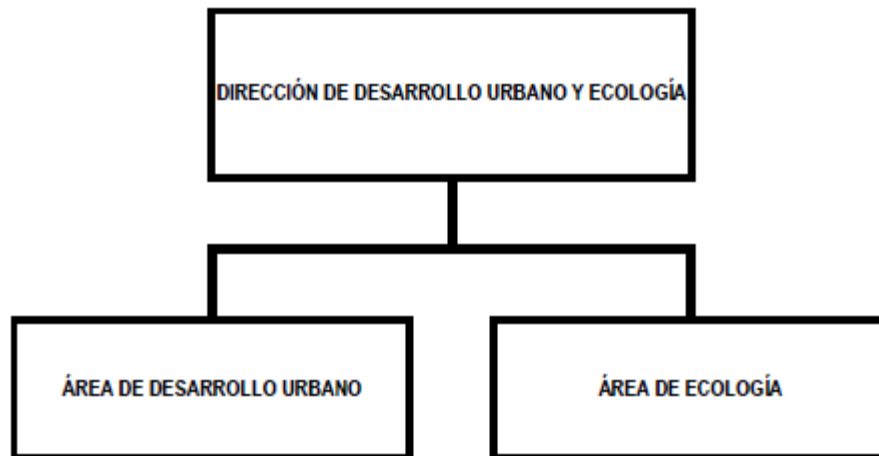 DIRECCIÓN DE DESARROLLO URBANO Y ECOLOGÍA
ÁREA DE DESARROLLO URBANO
ÁREA DE ECOLOGÍA